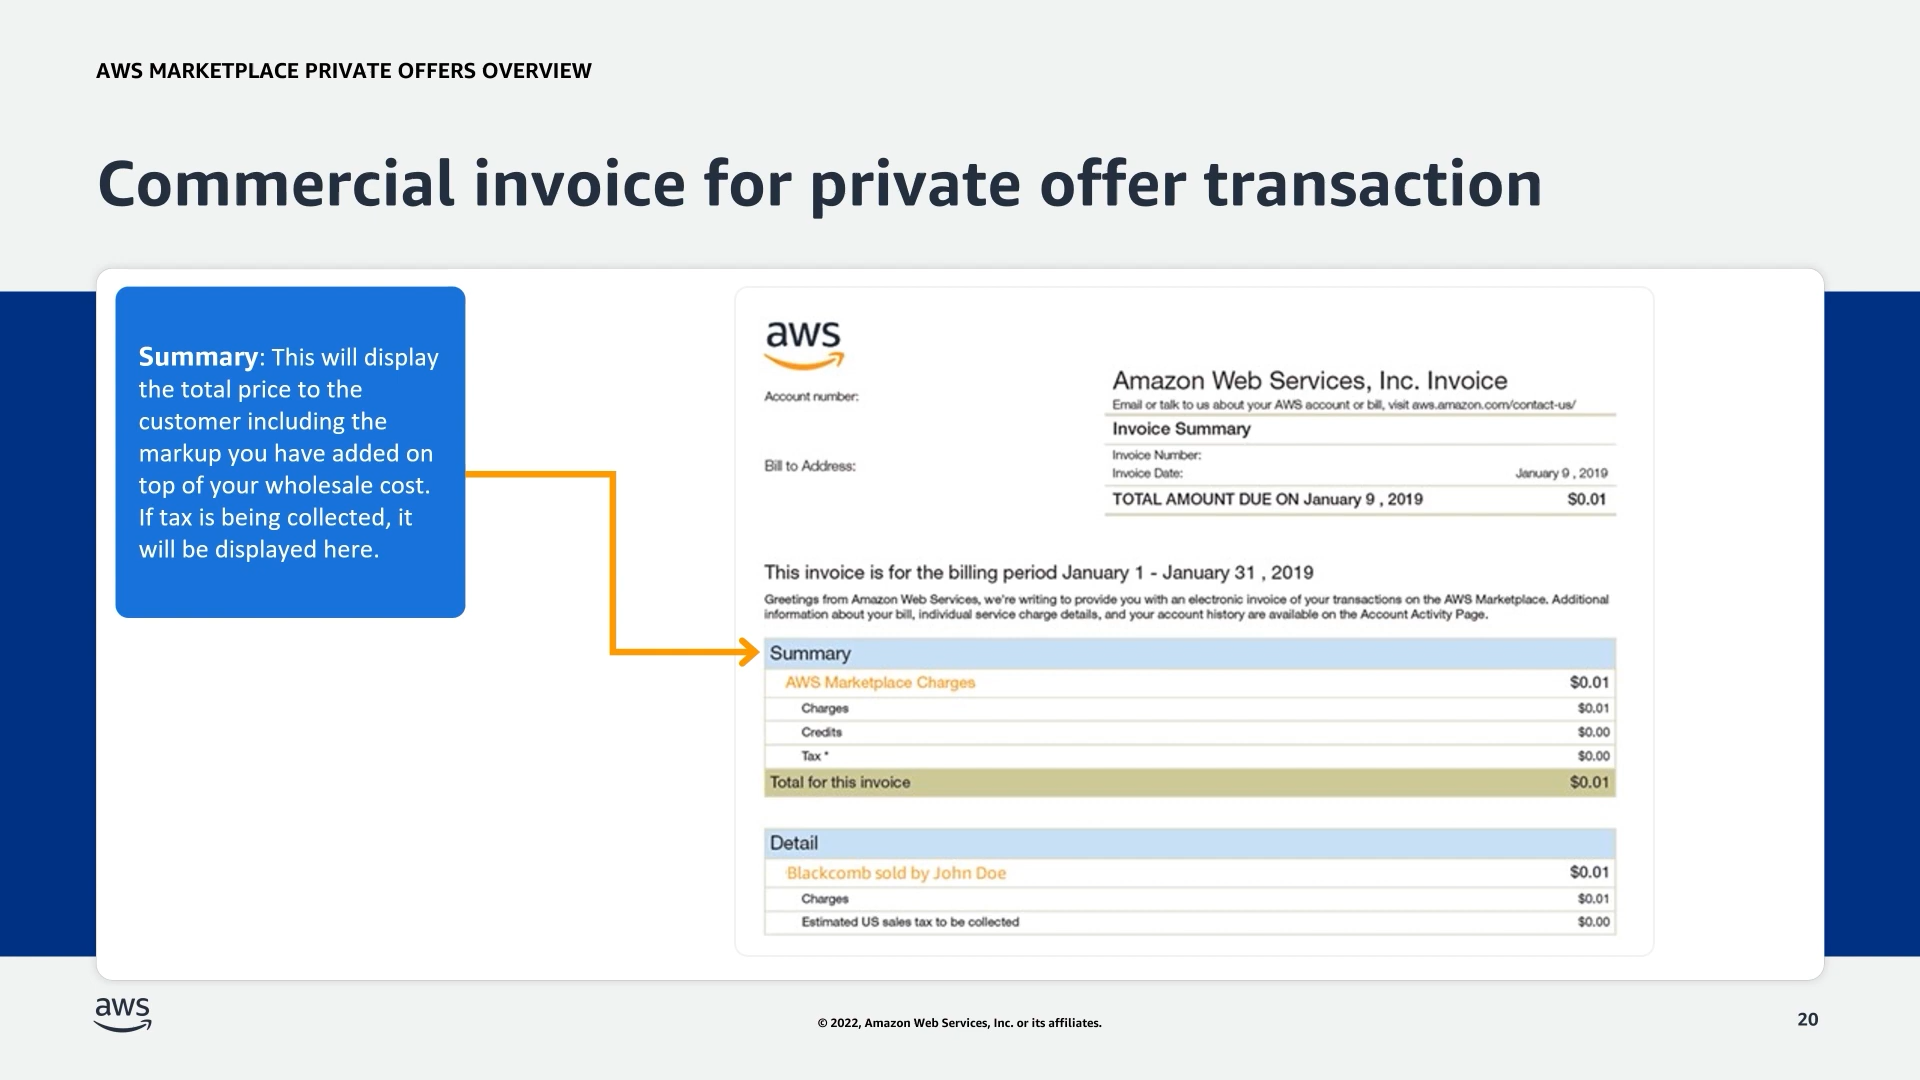 AWS MARKETPLACE PRIVATE OFFERS OVERVIEW
Commercial invoice for private offer transaction
Summary: This will display
the total price to the
customer including the
markup you have added on
top of your wholesale cost.
If tax is being collected, it
will be displayed here.
aws
Account number:
Bill to Address:
Amazon Web Services, Inc. Invoice
Email or talk to us about your AWS account or bill, visit aws.amazon.com/contact-us/
Invoice Summary
Invoice Number:
Invoice Date: January 9 , 2019
TOTAL AMOUNT DUE ON January 9 , 2019 $0.01
This invoice is for the billing period January 1 - January 31 , 2019
Greetings from Amazon Web Services, we're writing to provide you with an electronic invoice of your transactions on the AWS Marketplace. Additional
information about your bill, individual service charge details, and your account history are available on the Account Activity Page.
Summary
AWS Marketplace Charges $0.01
Charges $0.01
Credits $0.00
Tax * $0.00
Total for this invoice $0.01
Detail
Blackcomb sold by John Doe $0.01
Charges $0.01
Estimated US sales tax to be collected $0.00
aws
© 2022, Amazon Web Services, Inc. or its affiliates.
20